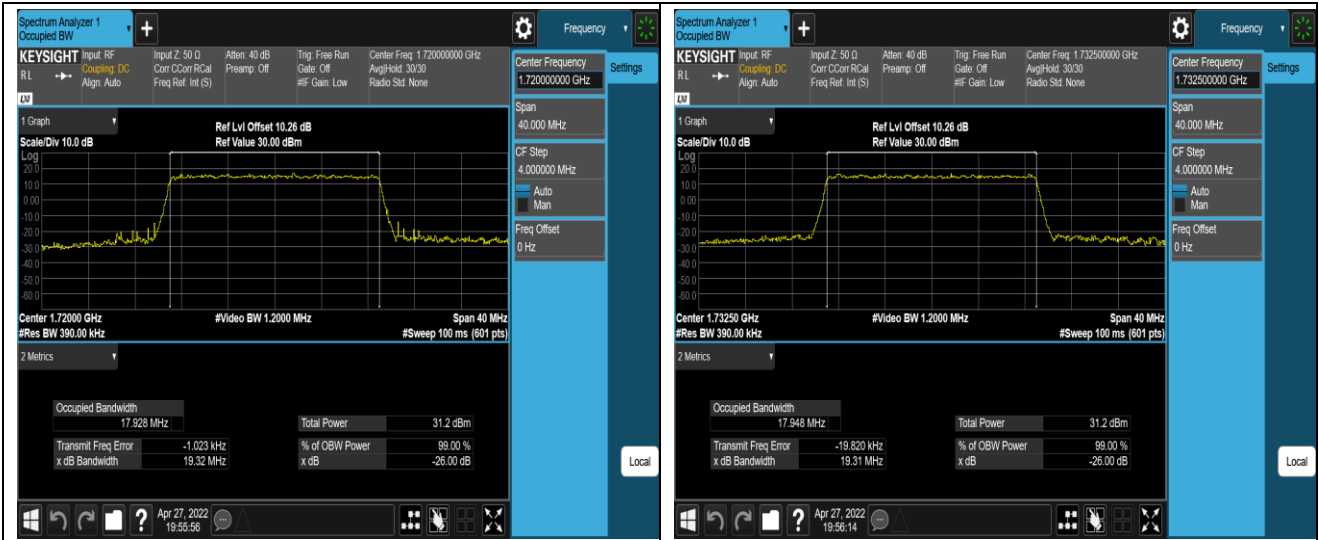 Spectrum Analyzer 1
Occupied BW
Frequency
KEYSIGHT Input: RF Input Z: 50 Ω Atten: 40 dB Trig: Free Run Center Freq: 1.720000000 GHz
RL Coupling: DC Corr CCorr RCal Preamp: Off Gate: Off Avg|Hold: 30/30
Align: Auto Freq Ref: Int (S) #IF Gain: Low Radio Std: None
LXI
Center Frequency
1.720000000 GHz
Settings
Span
40.000 MHz
CF Step
4.000000 MHz
Auto
Man
Freq Offset
0 Hz
1 Graph
Ref Lvl Offset 10.26 dB
Scale/Div 10.0 dB Ref Value 30.00 dBm
Log
20.0
10.0
0.00
-10.0
-20.0
-30.0
-40.0
-50.0
-60.0
Center 1.72000 GHz #Video BW 1.2000 MHz Span 40 MHz
#Res BW 390.00 kHz #Sweep 100 ms (601 pts)
2 Metrics
Occupied Bandwidth
17.928 MHz Total Power 31.2 dBm
Transmit Freq Error -1.023 kHz % of OBW Power 99.00 %
x dB Bandwidth 19.32 MHz x dB -26.00 dB
Local
?
Apr 27, 2022
19:55:56
Spectrum Analyzer 1
Occupied BW
Frequency
KEYSIGHT Input: RF Input Z: 50 Ω Atten: 40 dB Trig: Free Run Center Freq: 1.732500000 GHz
RL Coupling: DC Corr CCorr RCal Preamp: Off Gate: Off Avg|Hold: 30/30
Align: Auto Freq Ref: Int (S) #IF Gain: Low Radio Std: None
LXI
Center Frequency
1.732500000 GHz
Settings
Span
40.000 MHz
CF Step
4.000000 MHz
Auto
Man
Freq Offset
0 Hz
1 Graph
Ref Lvl Offset 10.26 dB
Scale/Div 10.0 dB Ref Value 30.00 dBm
Log
20.0
10.0
0.00
-10.0
-20.0
-30.0
-40.0
-50.0
-60.0
Center 1.73250 GHz #Video BW 1.2000 MHz Span 40 MHz
#Res BW 390.00 kHz #Sweep 100 ms (601 pts)
2 Metrics
Occupied Bandwidth
17.948 MHz Total Power 31.2 dBm
Transmit Freq Error -19.820 kHz % of OBW Power 99.00 %
x dB Bandwidth 19.31 MHz x dB -26.00 dB
Local
?
Apr 27, 2022
19:56:14